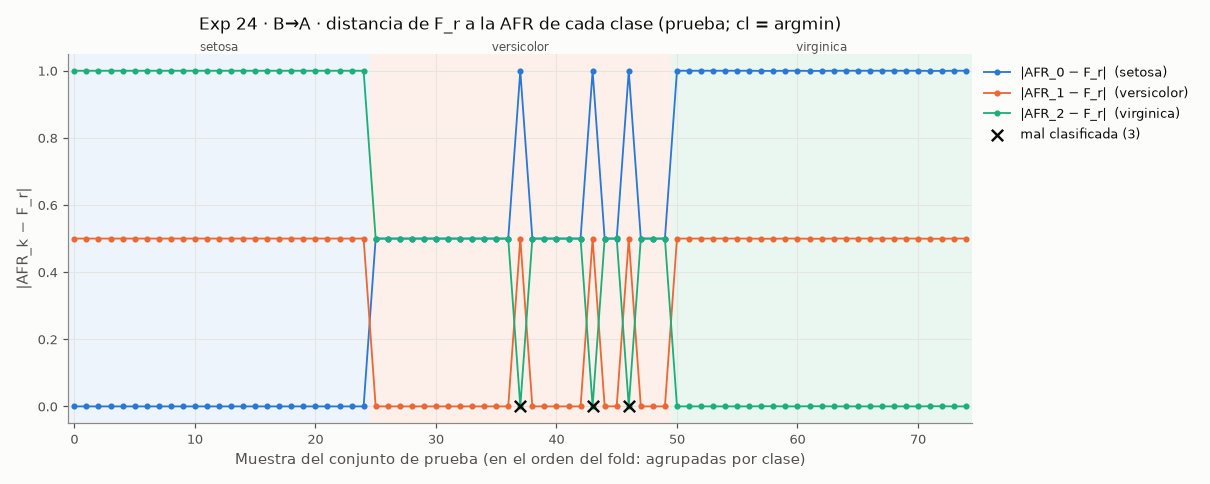 Exp 24 · B→A · distancia de F_r a la AFR de cada clase (prueba; cl = argmin)
setosa versicolor virginica
|AFR_0 − F_r| (setosa)
|AFR_1 − F_r| (versicolor)
|AFR_2 − F_r| (virginica)
mal clasificada (3)
|AFR_k − F_r|
1.0
0.8
0.6
0.4
0.2
0.0
0 10 20 30 40 50 60 70
Muestra del conjunto de prueba (en el orden del fold: agrupadas por clase)